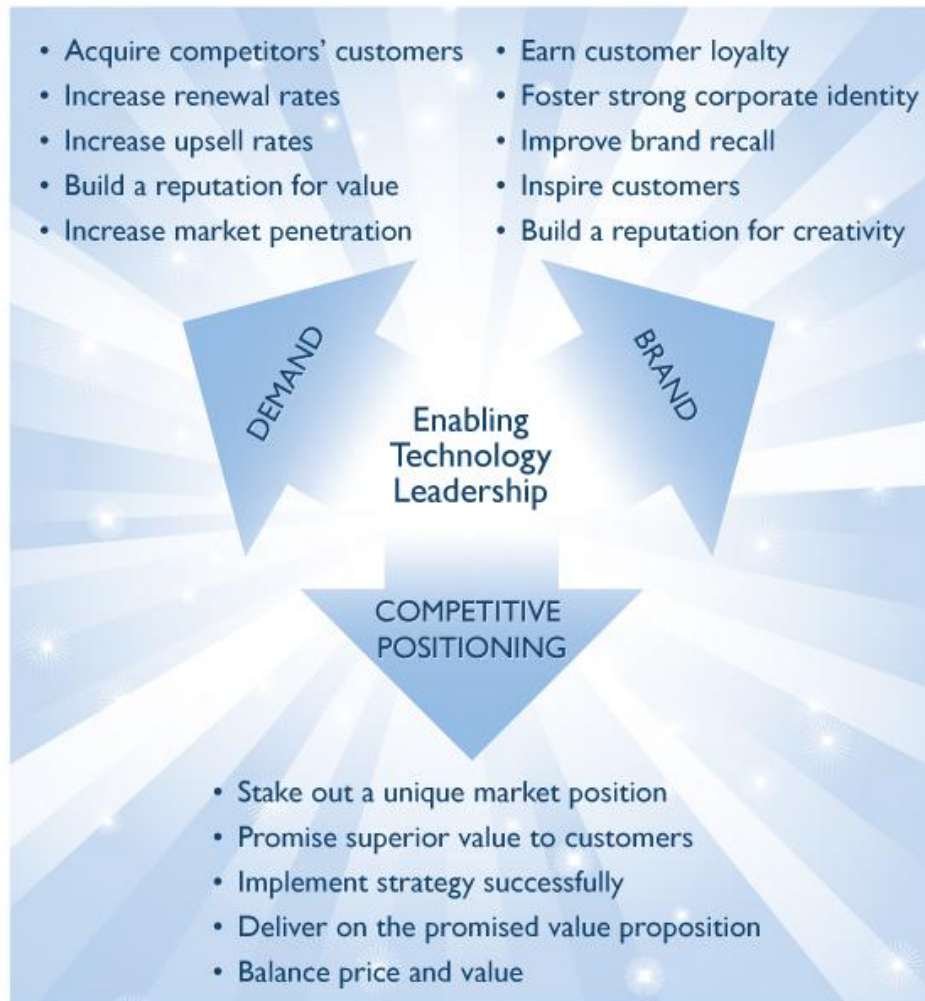 • Acquire competitors’ customers
• Increase renewal rates
• Increase upsell rates
• Build a reputation for value
• Increase market penetration
• Earn customer loyalty
• Foster strong corporate identity
• Improve brand recall
• Inspire customers
• Build a reputation for creativity
DEMAND
BRAND
Enabling
Technology
Leadership
COMPETITIVE
POSITIONING
• Stake out a unique market position
• Promise superior value to customers
• Implement strategy successfully
• Deliver on the promised value proposition
• Balance price and value